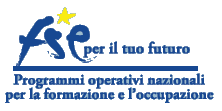 fse per il tuo futuro
Programmi operativi nazionali
per la formazione e l'occupazione